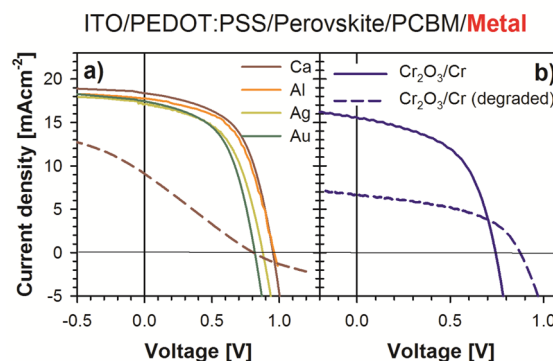 ITO/PEDOT:PSS/Perovskite/PCBM/Metal
a)
Ca
Al
Ag
Au
b)
Cr₂O₃/Cr
Cr₂O₃/Cr (degraded)
Current density [mAcm⁻²]
20
15
10
5
0
-5
-0.5 0.0 0.5 1.0
0.0 0.5 1.0
Voltage [V]
Voltage [V]